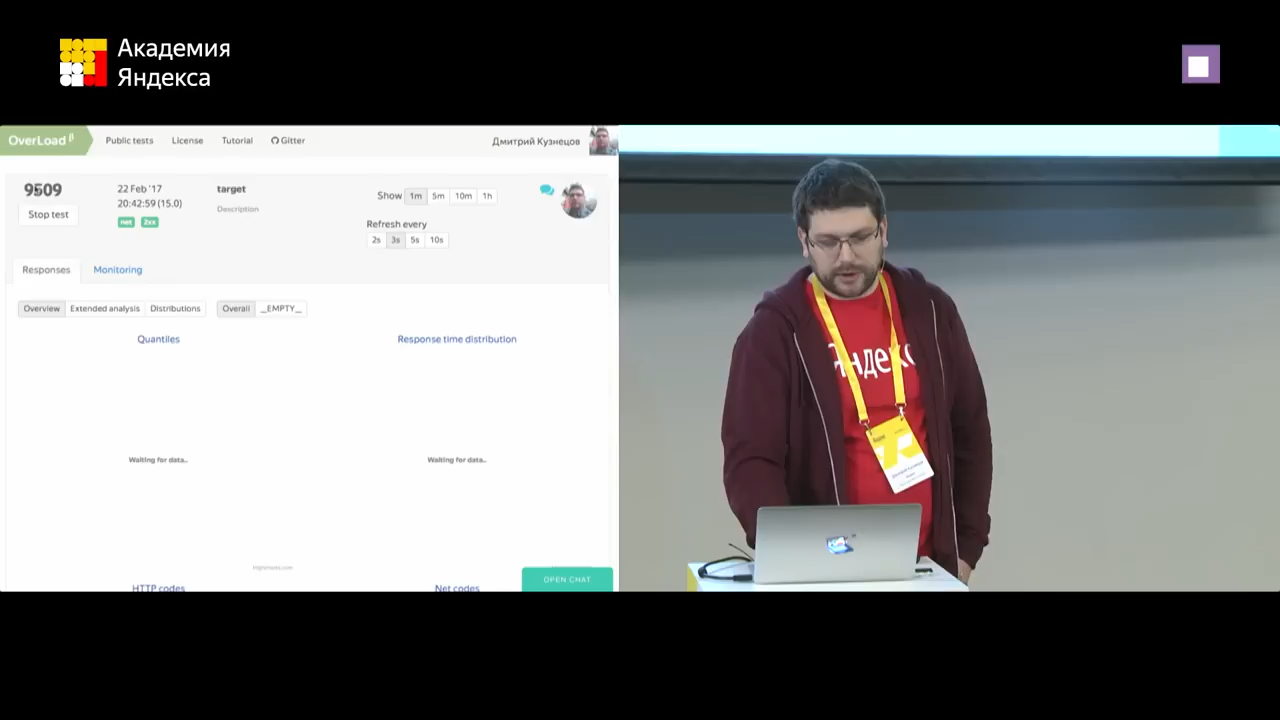 Академия
Яндекса
OverLoad β
Public tests
License
Tutorial
Gitter
Дмитрий Кузнецов
9509
Stop test
22 Feb '17
20:42:59 (15.0)
net
2xx
target
Description
Show
1m
5m
10m
1h
Refresh every
2s
3s
5s
10s
Responses
Monitoring
Overview
Extended analysis
Distributions
Overall
__EMPTY__
Quantiles
Response time distribution
Waiting for data..
Waiting for data..
HTTP codes
Net codes
OPEN CHAT
Яндекс